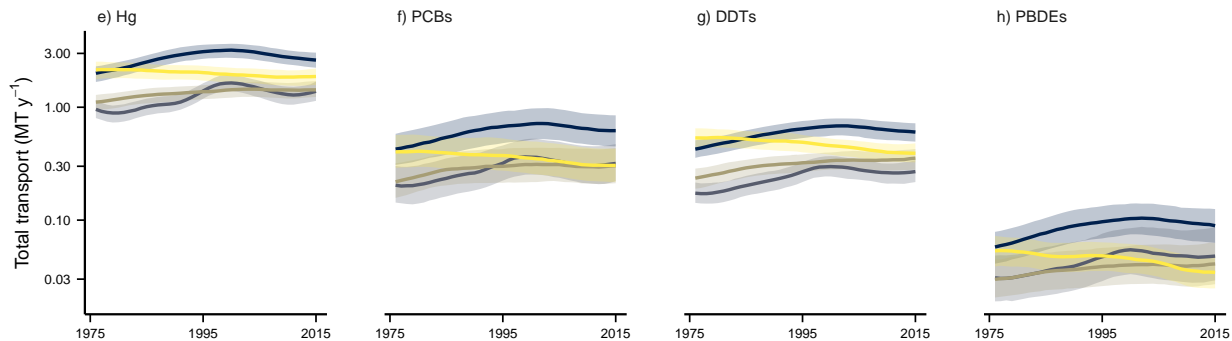 e) Hg
f) PCBs
g) DDTs
h) PBDEs
Total transport (MT y⁻¹)
3.00
1.00
0.30
0.10
0.03
1975 1995 2015
1975 1995 2015
1975 1995 2015
1975 1995 2015